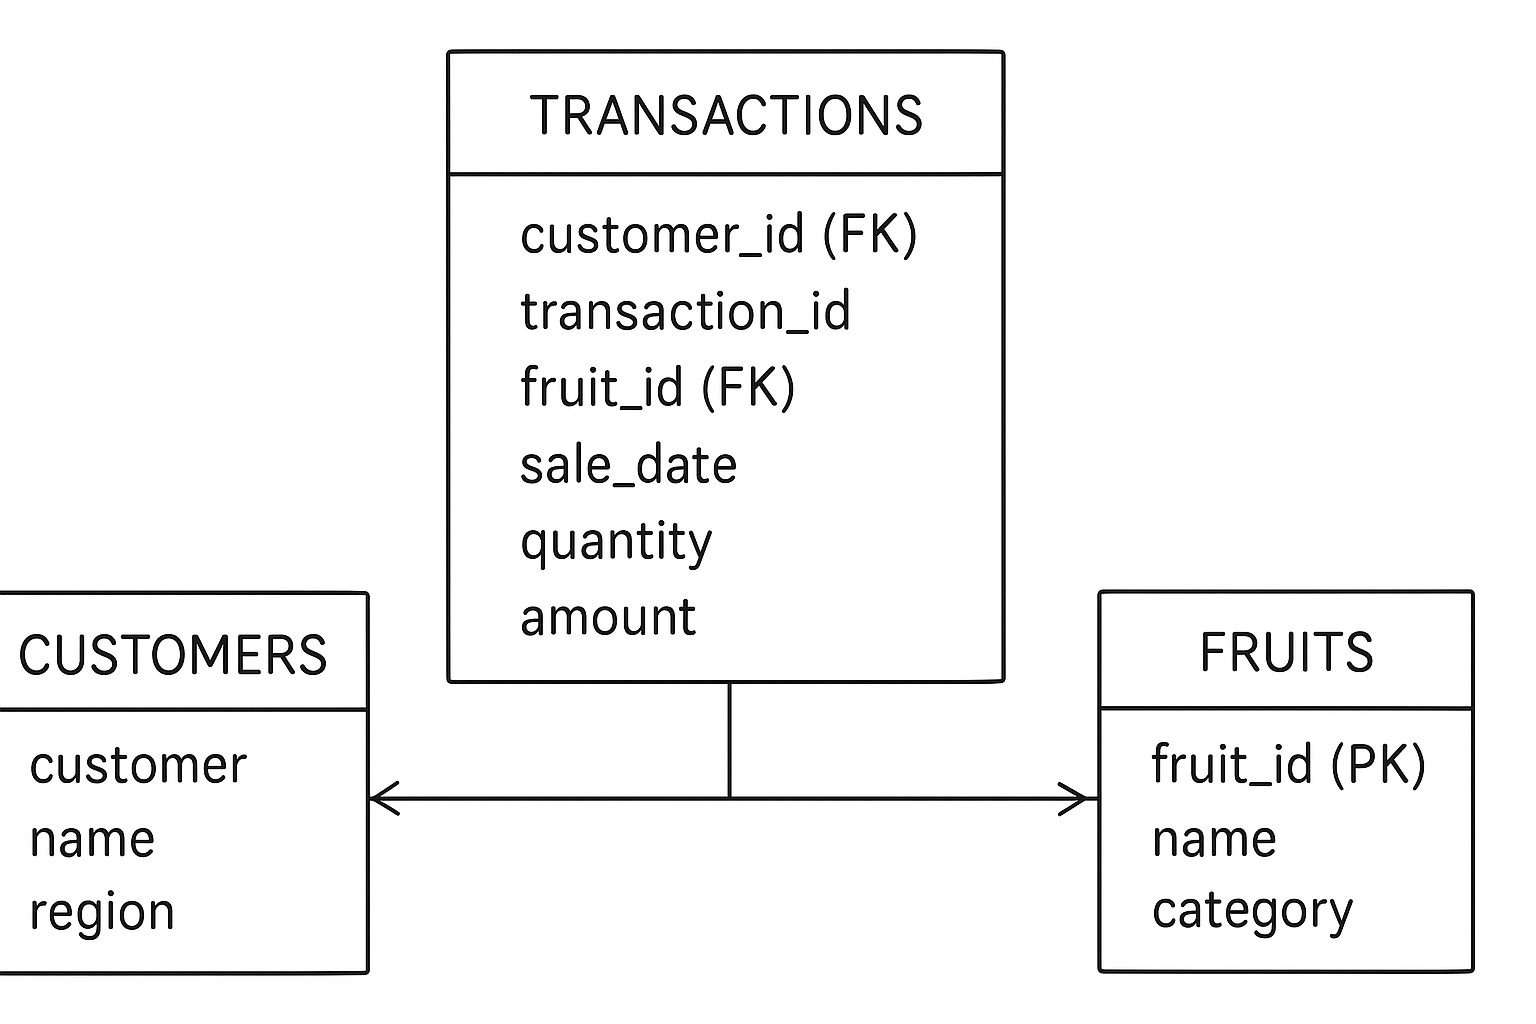 TRANSACTIONS
customer_id (FK)
transaction_id
fruit_id (FK)
sale_date
quantity
amount
CUSTOMERS
customer
name
region
FRUITS
fruit_id (PK)
name
category